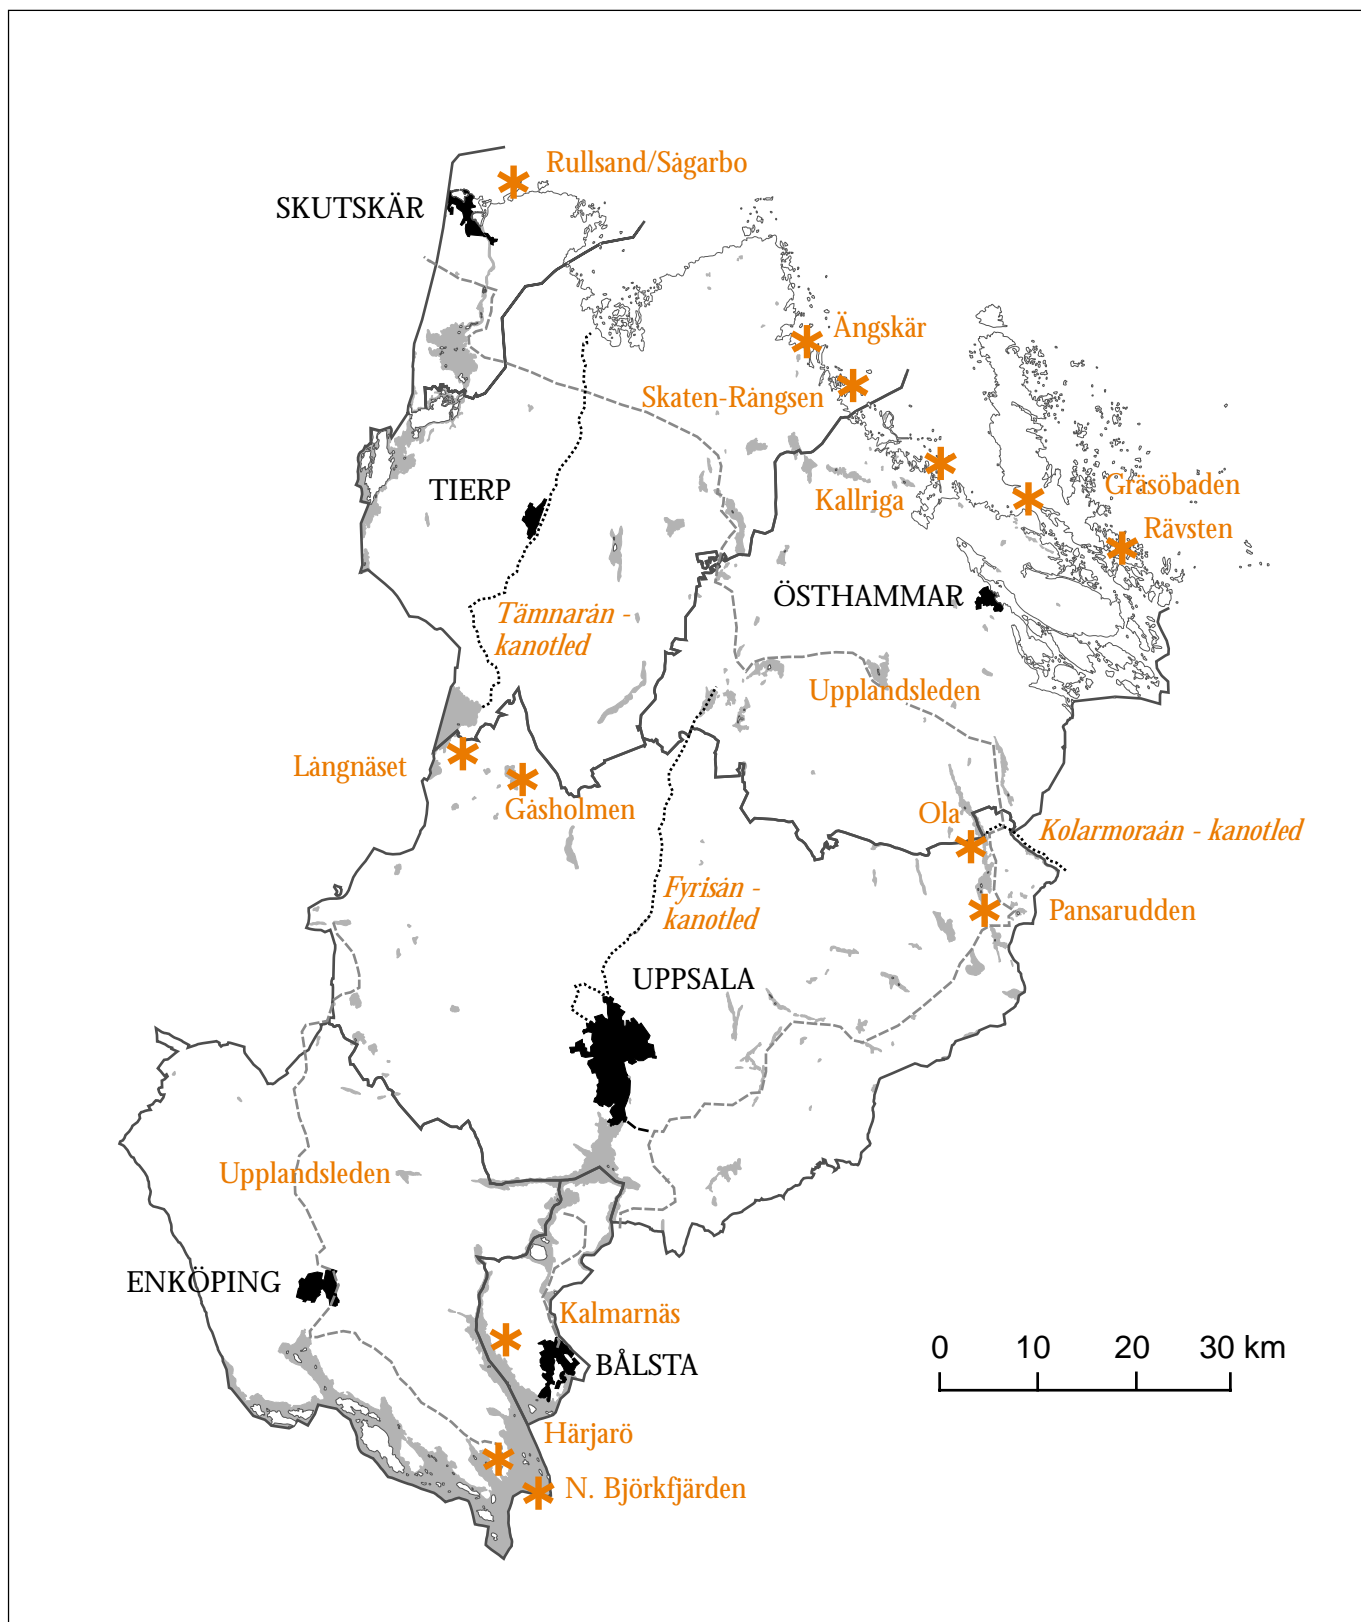 Rullsand/Sågarbo
SKUTSKÄR
Ängskär
Skaten-Rångsen
TIERP
Kallriga
Gräsöbaden
Rävsten
ÖSTHAMMAR
Tämnarån -
kanotled
Upplandsleden
Långnäset
Gåsholmen
Ola
Kolarmoraån - kanotled
Fyrisån -
kanotled
Pansarudden
UPPSALA
Upplandsleden
ENKÖPING
Kalmarnäs
BÅLSTA
0 10 20 30 km
Härjarö
N. Björkfjärden